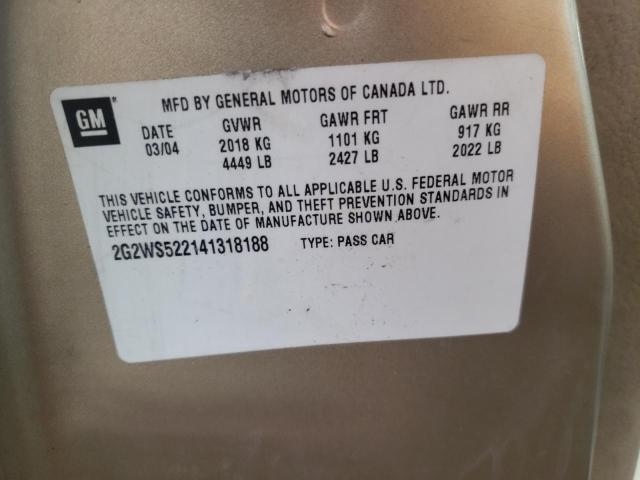 GM
MFD BY GENERAL MOTORS OF CANADA LTD.
DATE GVWR GAWR FRT GAWR RR
03/04 2018 KG 1101 KG 917 KG
4449 LB 2427 LB 2022 LB
THIS VEHICLE CONFORMS TO ALL APPLICABLE U.S. FEDERAL MOTOR
VEHICLE SAFETY, BUMPER, AND THEFT PREVENTION STANDARDS IN
EFFECT ON THE DATE OF MANUFACTURE SHOWN ABOVE.
2G2WS522141318188 TYPE: PASS CAR